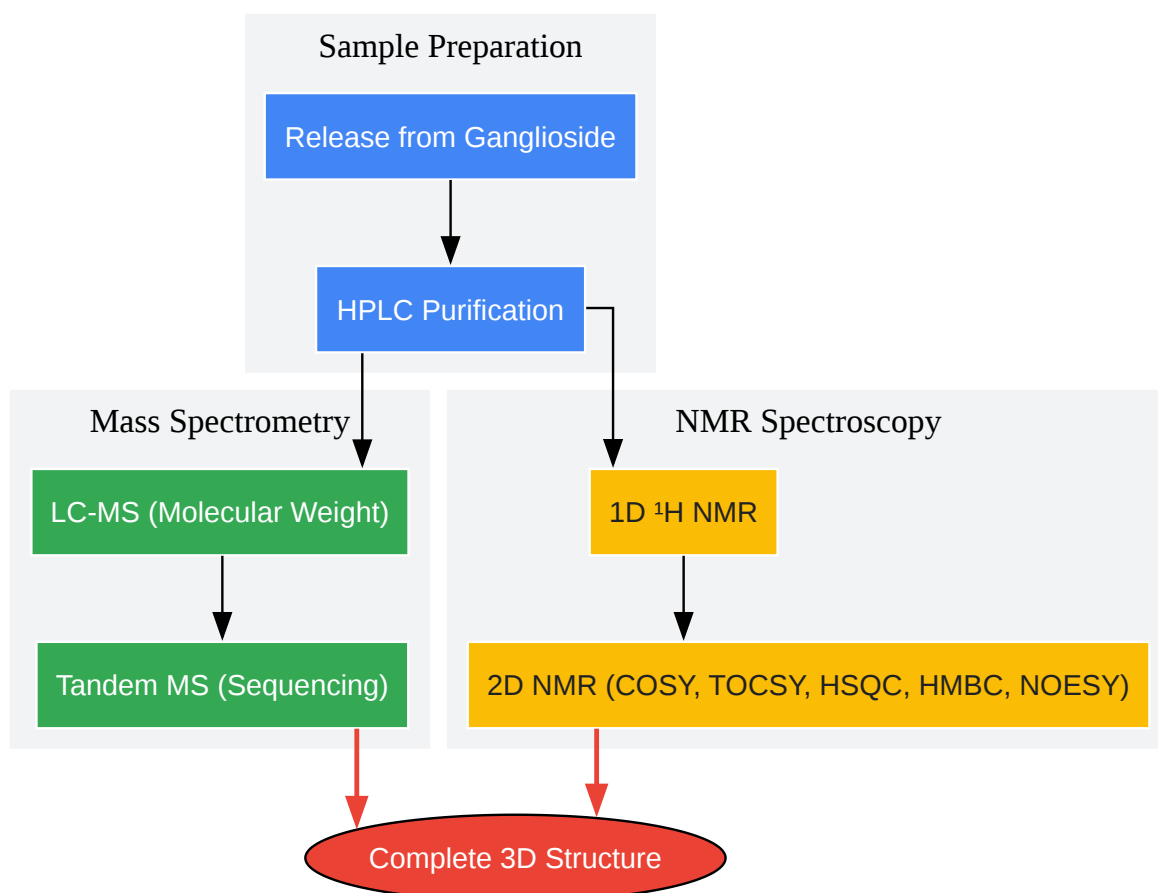 Sample Preparation
Release from Ganglioside
HPLC Purification
Mass Spectrometry
LC-MS (Molecular Weight)
Tandem MS (Sequencing)
NMR Spectroscopy
1D ¹H NMR
2D NMR (COSY, TOCSY, HSQC, HMBC, NOESY)
Complete 3D Structure